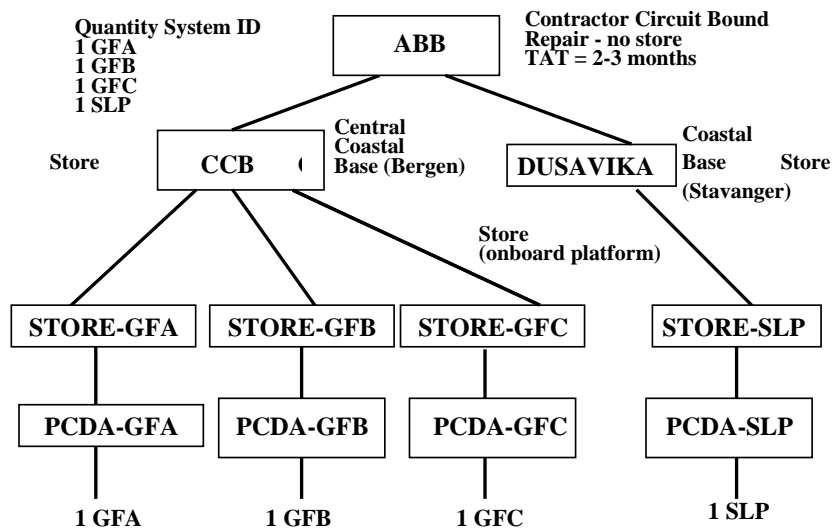 Quantity System ID
1 GFA
1 GFB
1 GFC
1 SLP
ABB
Contractor Circuit Bound
Repair - no store
TAT = 2-3 months
Store
CCB
Central
Coastal
Base (Bergen)
DUSAVIKA
Coastal
Base Store
(Stavanger)
Store
(onboard platform)
STORE-GFA
STORE-GFB
STORE-GFC
STORE-SLP
PCDA-GFA
PCDA-GFB
PCDA-GFC
PCDA-SLP
1 GFA
1 GFB
1 GFC
1 SLP